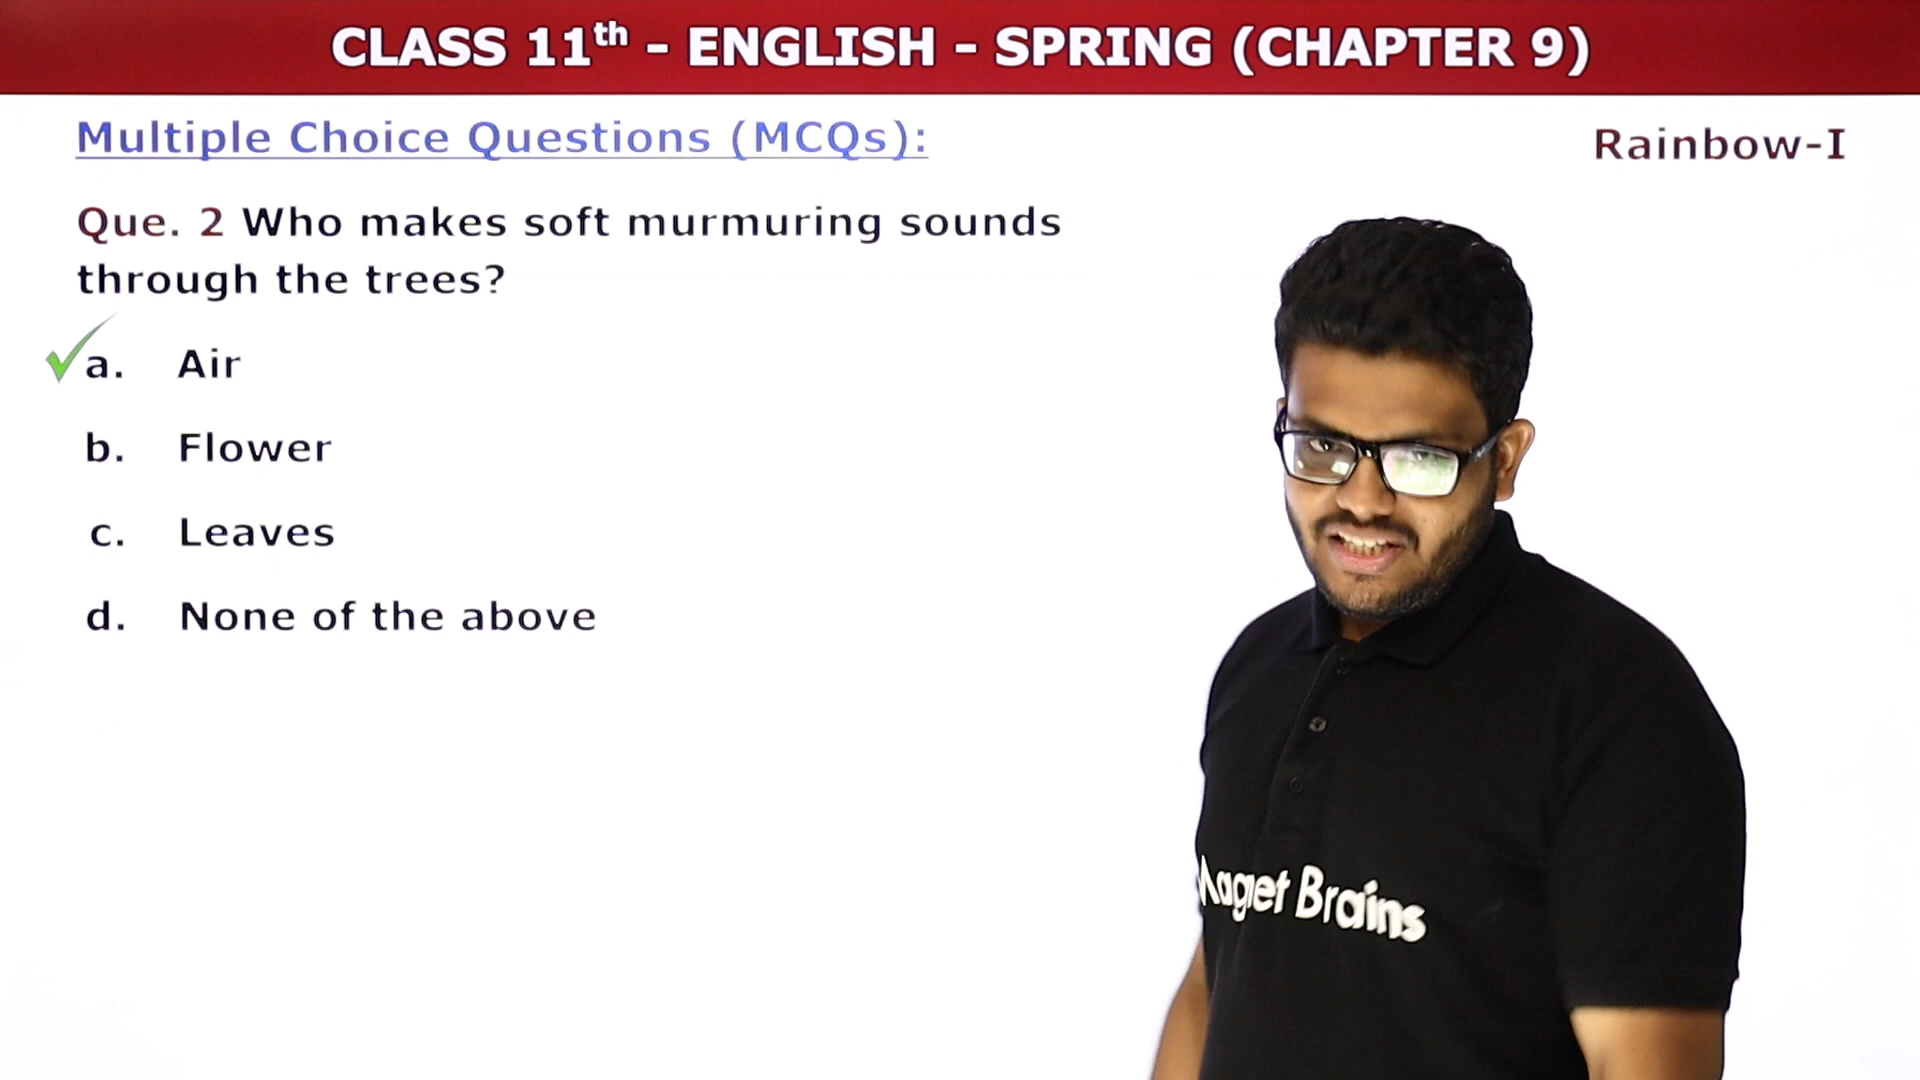 CLASS 11th - ENGLISH - SPRING (CHAPTER 9)
Multiple Choice Questions (MCQs):
Rainbow-I
Que. 2 Who makes soft murmuring sounds
through the trees?
a. Air
b. Flower
c. Leaves
d. None of the above
Magnet Brains